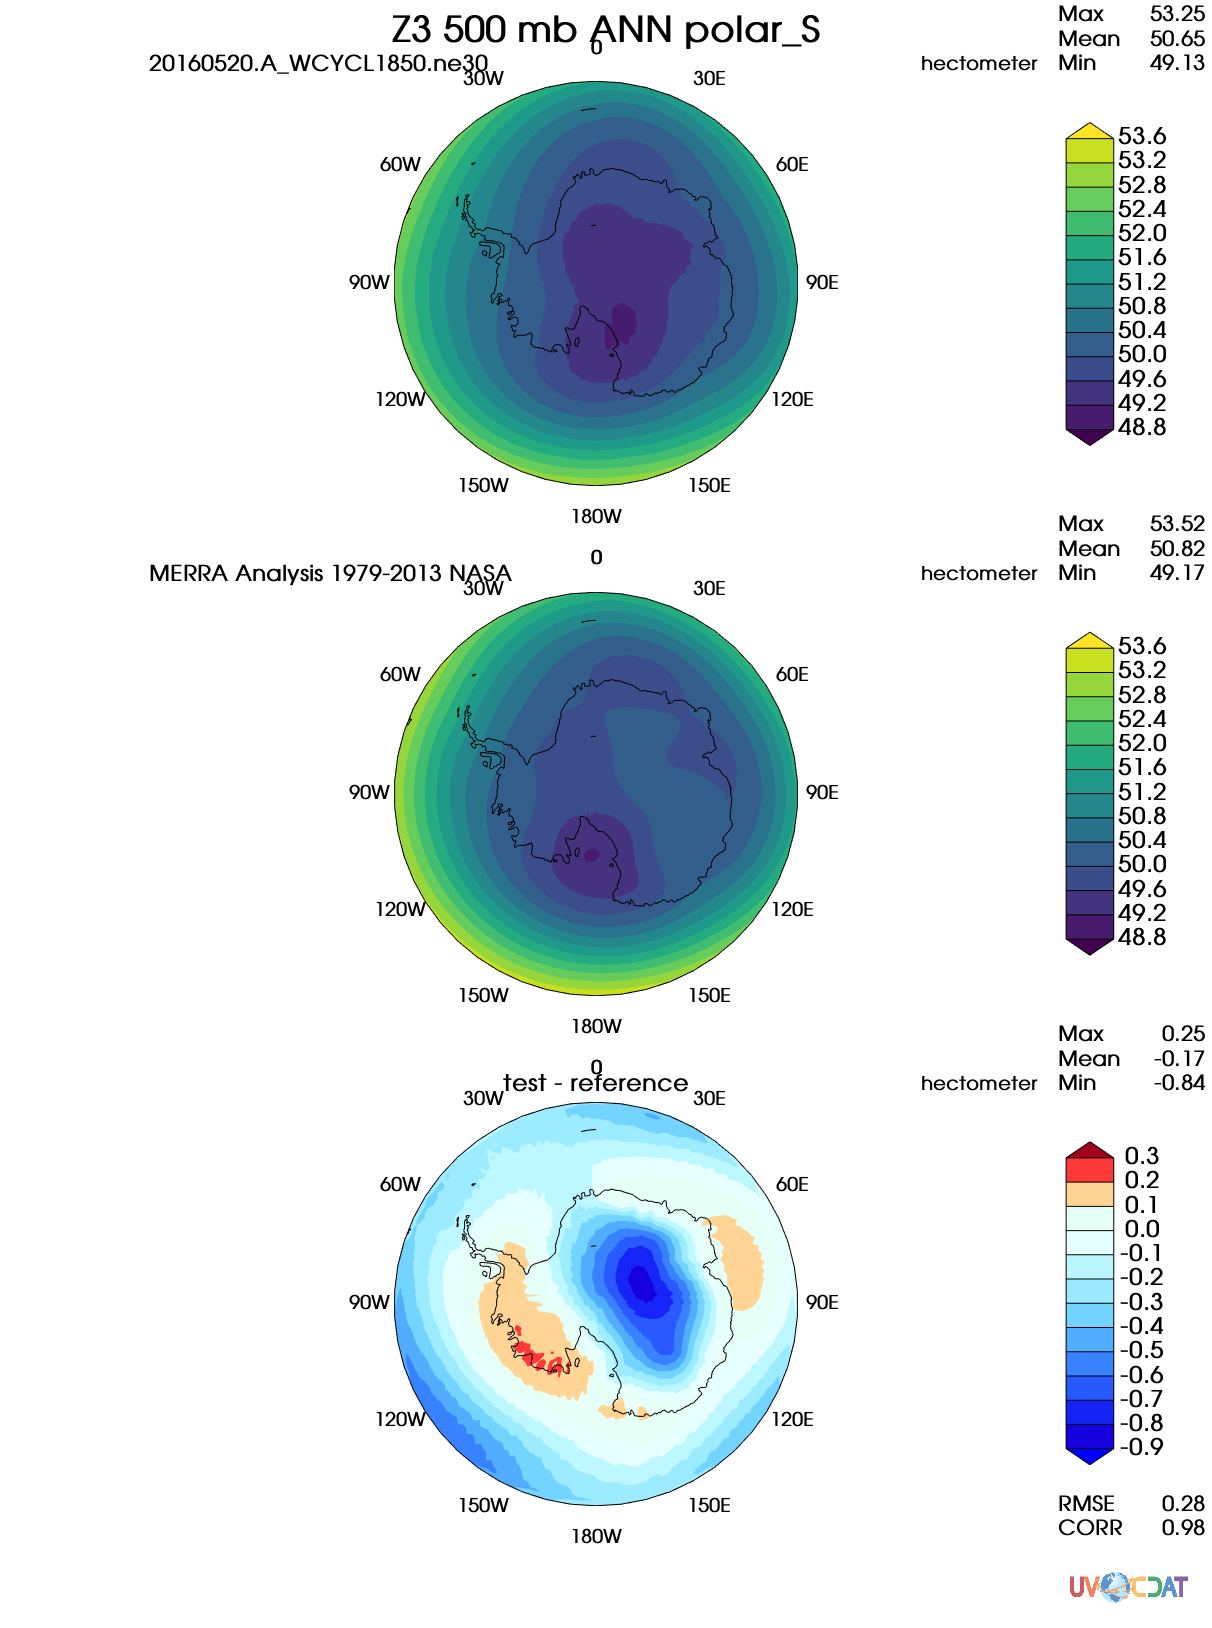 Z3 500 mb ANN polar_S
Max 53.25
Mean 50.65
20160520.A_WCYCL1850.ne30 hectometer Min 49.13
0
30W 30E
60W 60E
90W 90E
120W 120E
150W 150E
180W
53.6
53.2
52.8
52.4
52.0
51.6
51.2
50.8
50.4
50.0
49.6
49.2
48.8
Max 53.52
Mean 50.82
MERRA Analysis 1979-2013 NASA hectometer Min 49.17
0
30W 30E
60W 60E
90W 90E
120W 120E
150W 150E
180W
53.6
53.2
52.8
52.4
52.0
51.6
51.2
50.8
50.4
50.0
49.6
49.2
48.8
Max 0.25
Mean -0.17
test - reference hectometer Min -0.84
0
30W 30E
60W 60E
90W 90E
120W 120E
150W 150E
180W
0.3
0.2
0.1
0.0
-0.1
-0.2
-0.3
-0.4
-0.5
-0.6
-0.7
-0.8
-0.9
RMSE 0.28
CORR 0.98
UV CDAT